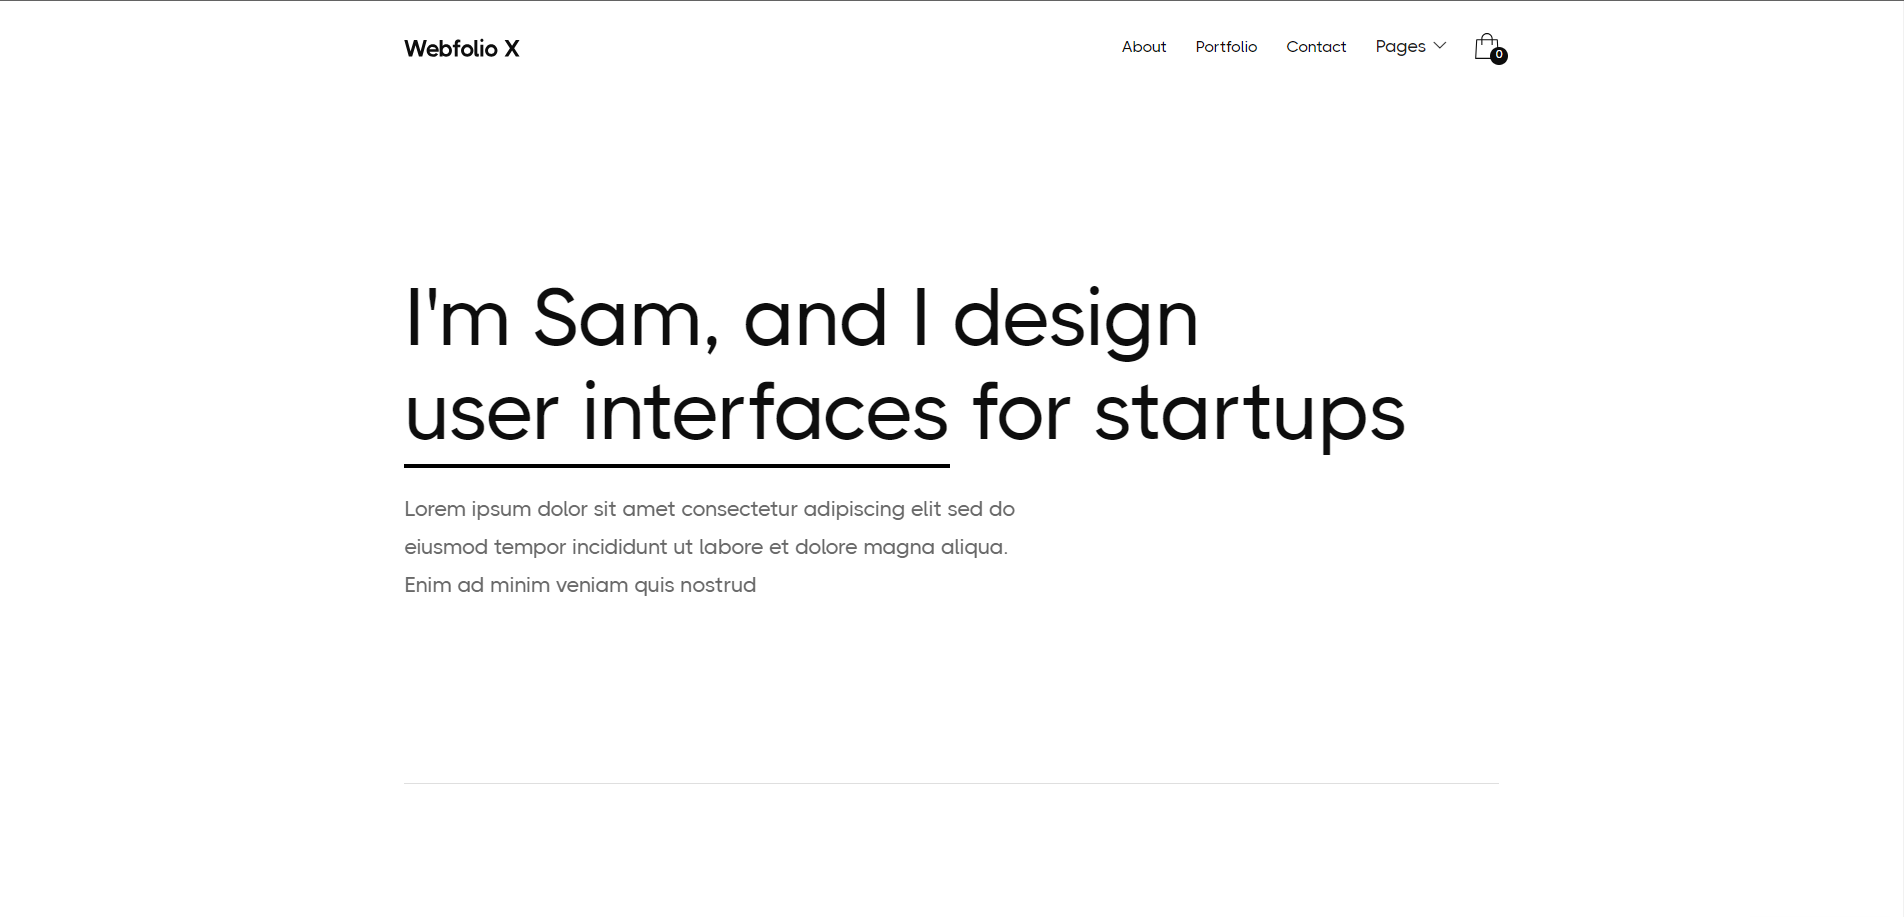 Webfolio X
About Portfolio Contact Pages
0
I'm Sam, and I design
user interfaces for startups
Lorem ipsum dolor sit amet consectetur adipiscing elit sed do
eiusmod tempor incididunt ut labore et dolore magna aliqua.
Enim ad minim veniam quis nostrud